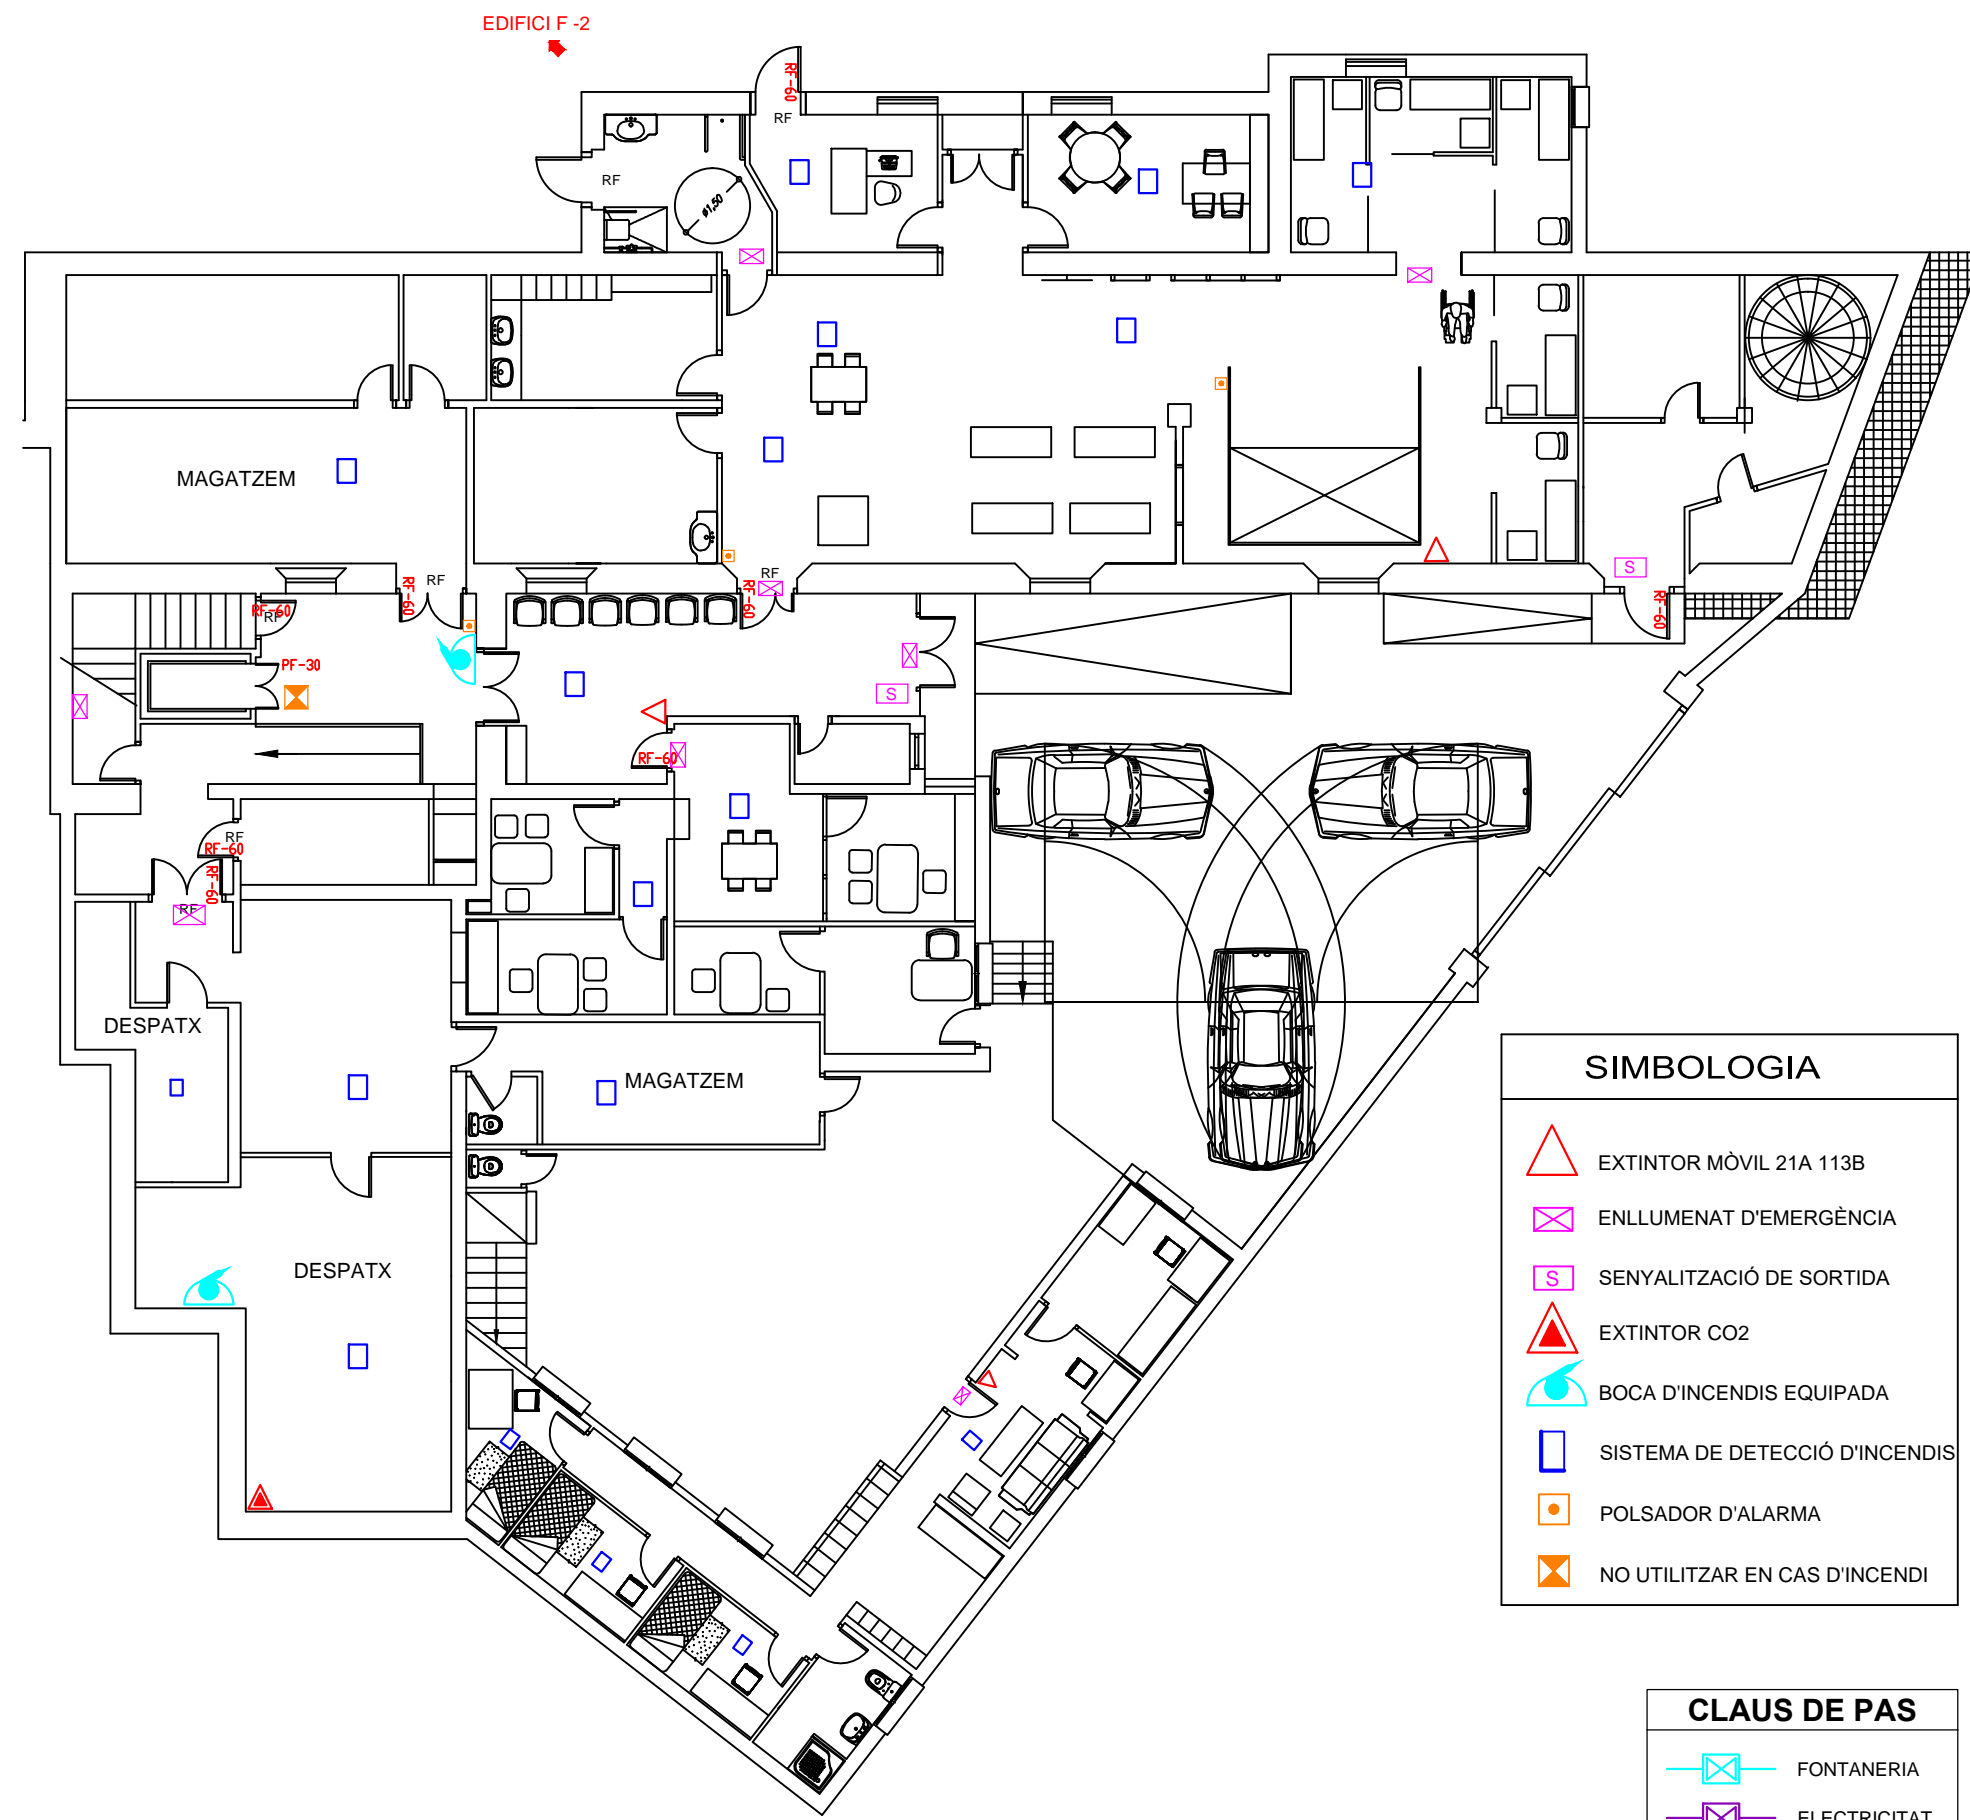 EDIFICI F -2
RF-60
RF
RF
ø1,50
MAGATZEM
RF-60
RF
RF-60
RF
RF-60
RF
S
RF-60
PF-30
S
RF-60
RF
RF-60
RF-60
RF
DESPATX
MAGATZEM
DESPATX
SIMBOLOGIA
EXTINTOR MÒVIL 21A 113B
ENLLUMENAT D'EMERGÈNCIA
S SENYALITZACIÓ DE SORTIDA
EXTINTOR CO2
BOCA D'INCENDIS EQUIPADA
SISTEMA DE DETECCIÓ D'INCENDIS
POLSADOR D'ALARMA
NO UTILITZAR EN CAS D'INCENDI
CLAUS DE PAS
FONTANERIA
ELECTRICITAT